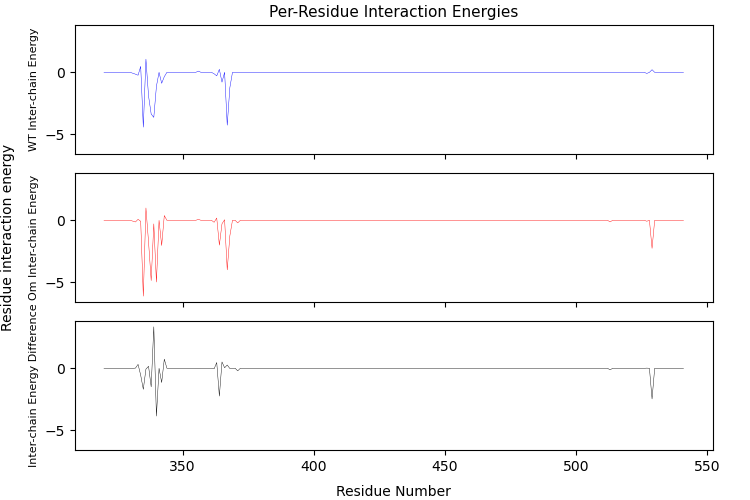 Per-Residue Interaction Energies
Residue interaction energy
WT Inter-chain Energy
0
−5
Om Inter-chain Energy
0
−5
Inter-chain Energy Difference
0
−5
350
400
450
500
550
Residue Number